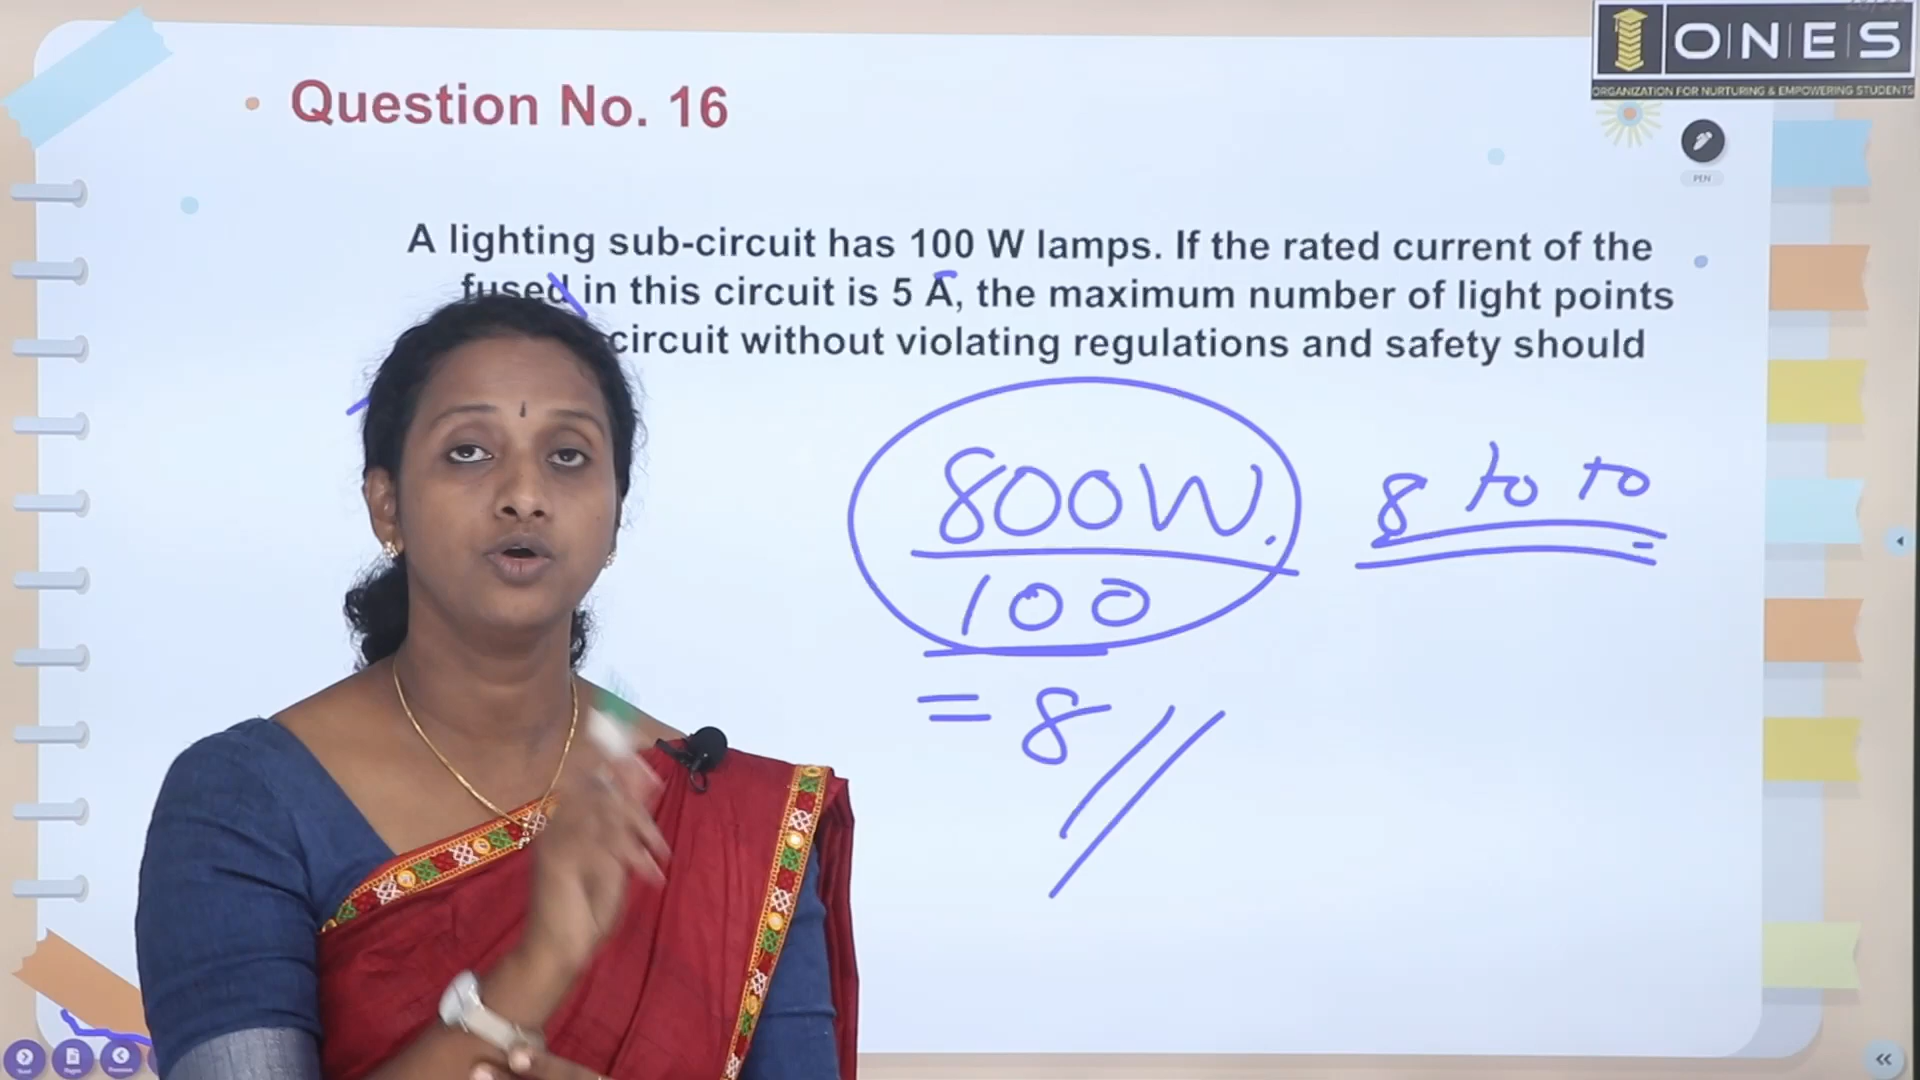 ONES
ORGANIZATION FOR NURTURING & EMPOWERING STUDENTS
• Question No. 16
PEN
A lighting sub-circuit has 100 W lamps. If the rated current of the
fused in this circuit is 5 A, the maximum number of light points
circuit without violating regulations and safety should
800W.
100
= 8
8 to 10